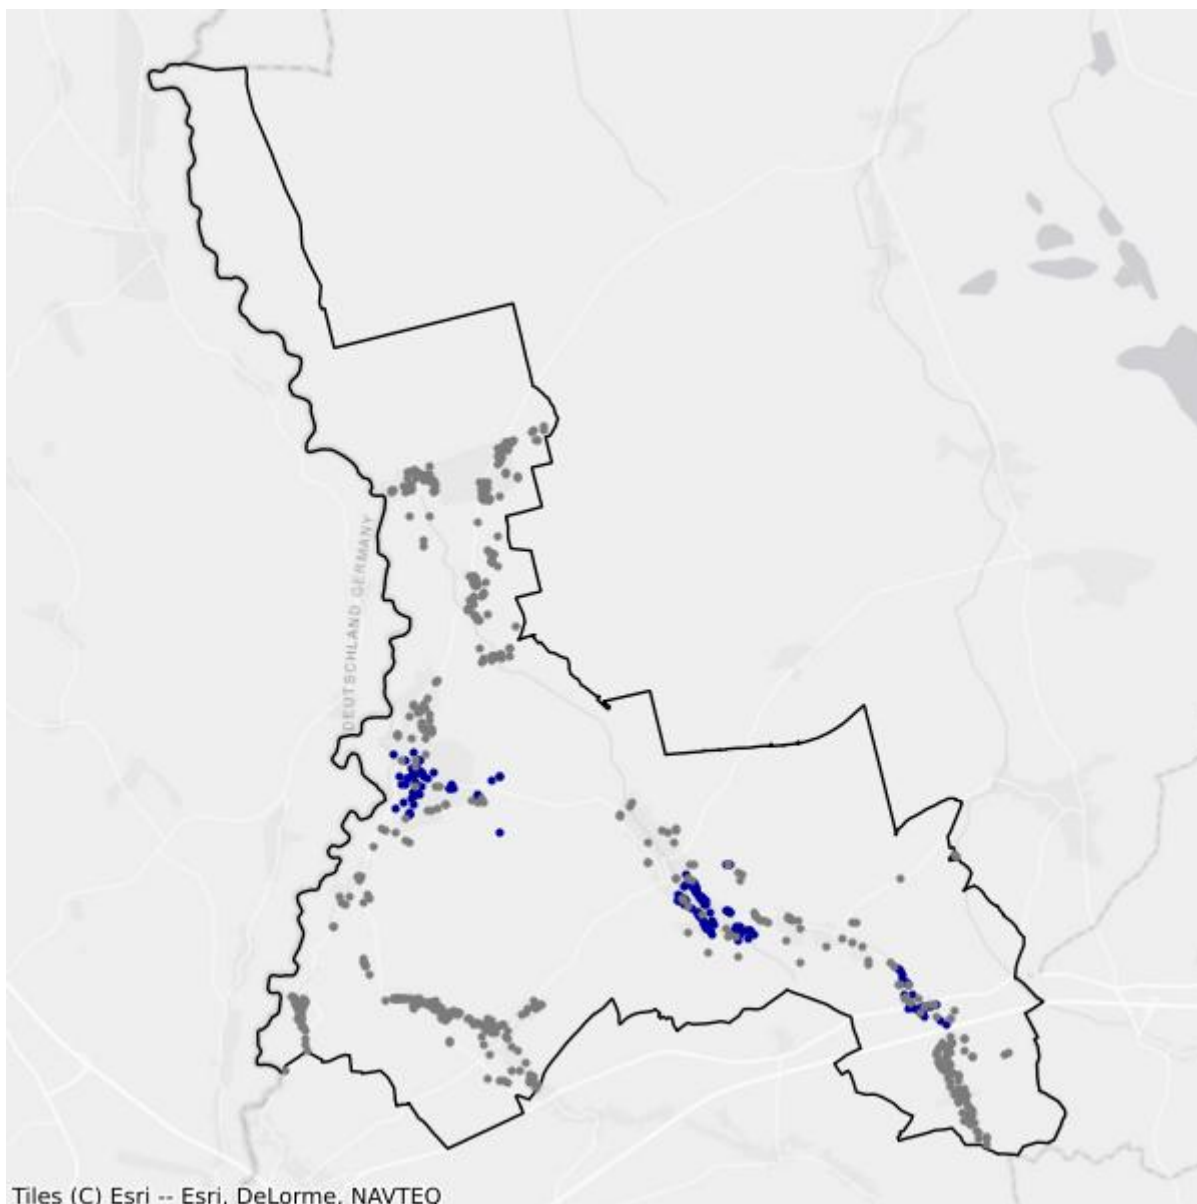 DEUTSCHLAND GERMANY
Tiles (C) Esri -- Esri, DeLorme, NAVTEQ